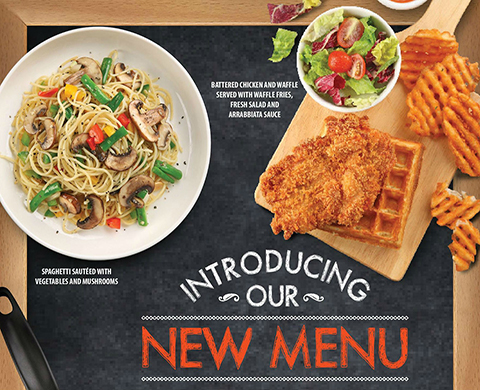 BATTERED CHICKEN AND WAFFLE
SERVED WITH WAFFLE FRIES,
FRESH SALAD AND
ARRABBIATA SAUCE
SPAGHETTI SAUTÉED WITH
VEGETABLES AND MUSHROOMS
INTRODUCING
OUR
NEW MENU